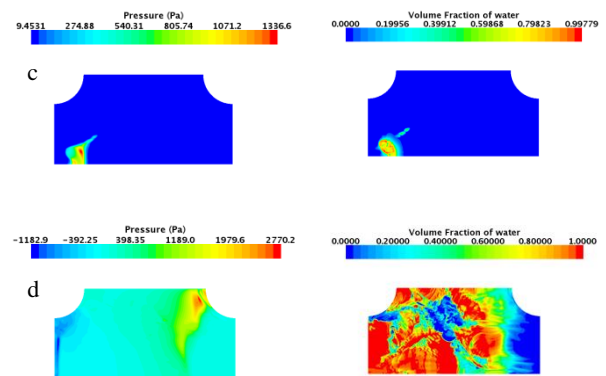 Pressure (Pa)
9.4531 274.88 540.31 805.74 1071.2 1336.6
Volume Fraction of water
0.0000 0.19956 0.39912 0.59868 0.79823 0.99779
c
Pressure (Pa)
-1182.9 -392.25 398.35 1189.0 1979.6 2770.2
Volume Fraction of water
0.0000 0.20000 0.40000 0.60000 0.80000 1.0000
d